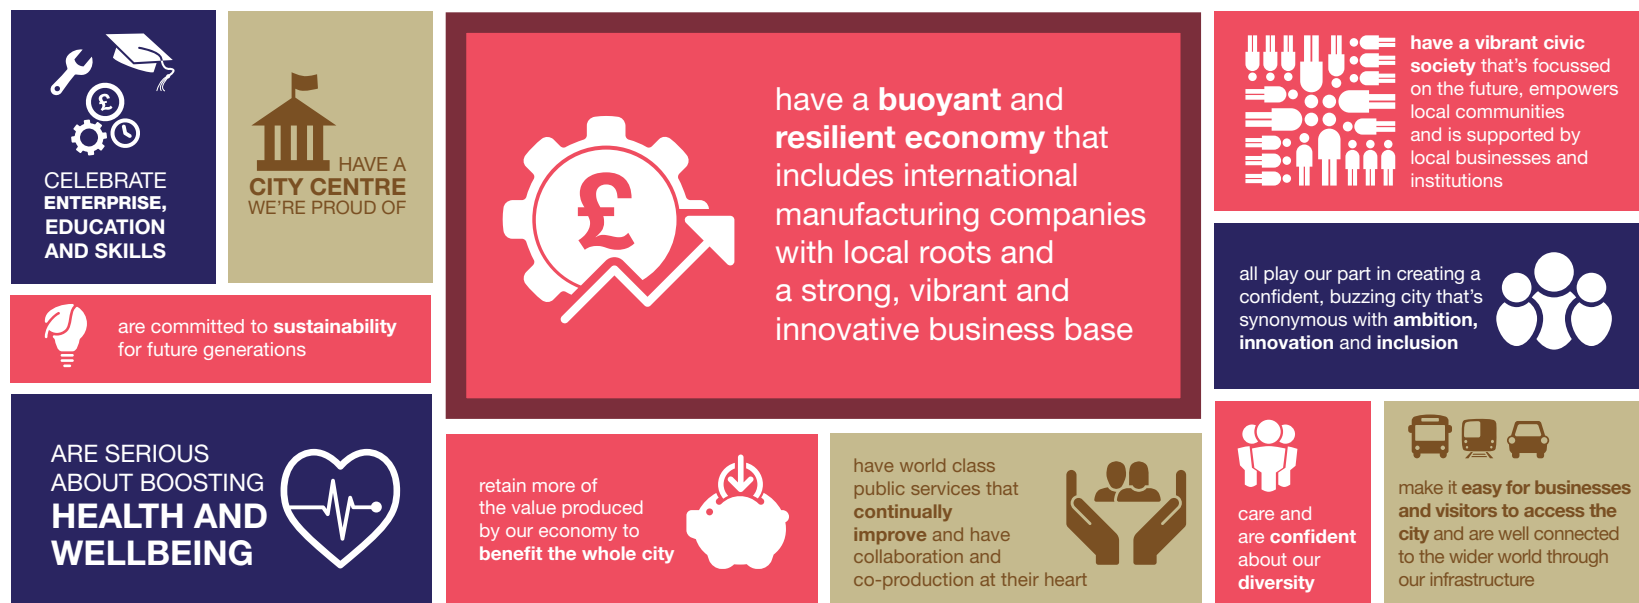 CELEBRATE
ENTERPRISE,
EDUCATION
AND SKILLS
HAVE A
CITY CENTRE
WE'RE PROUD OF
are committed to sustainability
for future generations
ARE SERIOUS
ABOUT BOOSTING
HEALTH AND
WELLBEING
£
£
have a buoyant and
resilient economy that
includes international
manufacturing companies
with local roots and
a strong, vibrant and
innovative business base
retain more of
the value produced
by our economy to
benefit the whole city
have world class
public services that
continually
improve and have
collaboration and
co-production at their heart
have a vibrant civic
society that's focussed
on the future, empowers
local communities
and is supported by
local businesses and
institutions
all play our part in creating a
confident, buzzing city that's
synonymous with ambition,
innovation and inclusion
care and
are confident
about our
diversity
make it easy for businesses
and visitors to access the
city and are well connected
to the wider world through
our infrastructure